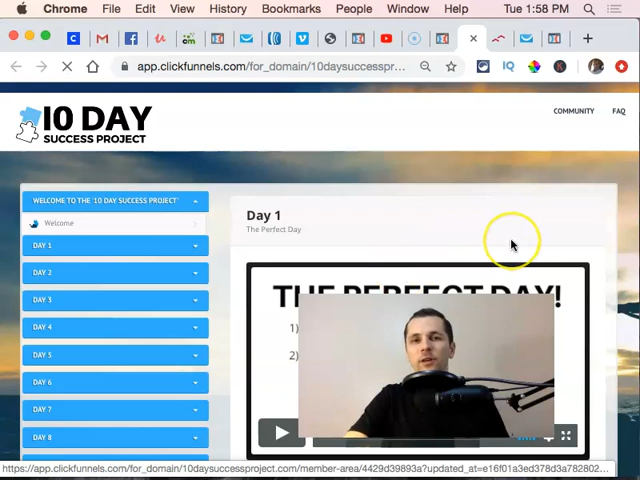 Chrome File Edit View History Bookmarks People Window Help Tue 1:58 PM
app.clickfunnels.com/for_domain/10daysuccesspr...
COMMUNITY FAQ
10 DAY
SUCCESS PROJECT
WELCOME TO THE '10 DAY SUCCESS PROJECT'
Welcome
DAY 1
DAY 2
DAY 3
DAY 4
DAY 5
DAY 6
DAY 7
DAY 8
Day 1
The Perfect Day
THE PERFECT DAY!
1)
2)
https://app.clickfunnels.com/for_domain/10daysuccessproject.com/member-area/4429d39893a?updated_at=e16f01a3ed378d3a782802...